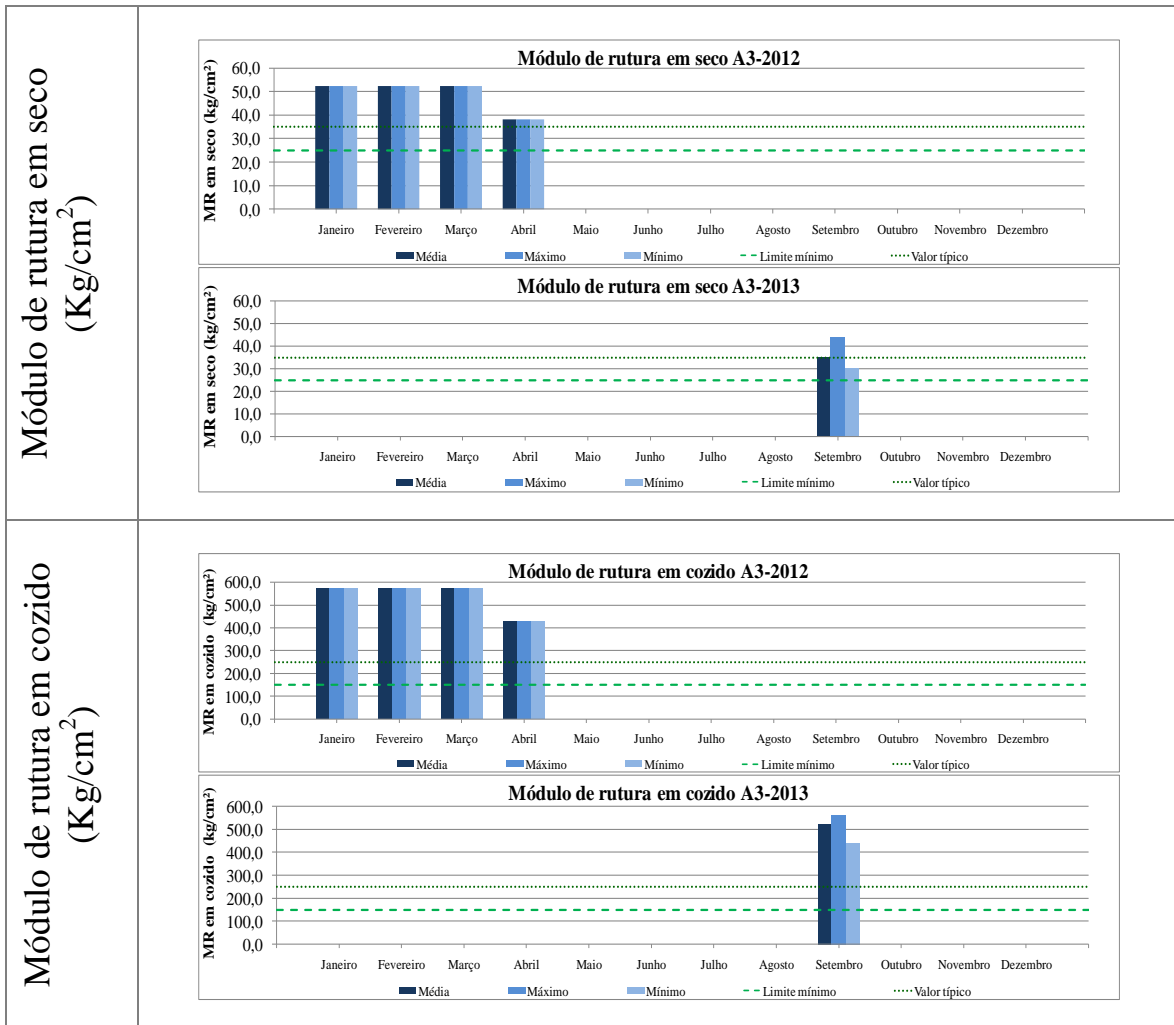 Módulo de rutura em seco
(Kg/cm²)
Módulo de rutura em seco A3-2012
MR em seco (kg/cm²)
60,0
50,0
40,0
30,0
20,0
10,0
0,0
Janeiro Fevereiro Março Abril Maio Junho Julho Agosto Setembro Outubro Novembro Dezembro
Média Máximo Mínimo Limite mínimo Valor típico
Módulo de rutura em seco A3-2013
MR em seco (kg/cm²)
60,0
50,0
40,0
30,0
20,0
10,0
0,0
Janeiro Fevereiro Março Abril Maio Junho Julho Agosto Setembro Outubro Novembro Dezembro
Média Máximo Mínimo Limite mínimo Valor típico
Módulo de rutura em cozido
(Kg/cm²)
Módulo de rutura em cozido A3-2012
MR em cozido (kg/cm²)
600,0
500,0
400,0
300,0
200,0
100,0
0,0
Janeiro Fevereiro Março Abril Maio Junho Julho Agosto Setembro Outubro Novembro Dezembro
Média Máximo Mínimo Limite mínimo Valor típico
Módulo de rutura em cozido A3-2013
MR em cozido (kg/cm²)
600,0
500,0
400,0
300,0
200,0
100,0
0,0
Janeiro Fevereiro Março Abril Maio Junho Julho Agosto Setembro Outubro Novembro Dezembro
Média Máximo Mínimo Limite mínimo Valor típico